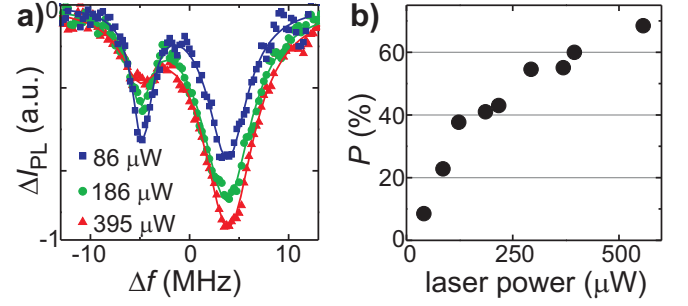 a)
0
-1
ΔI_PL (a.u.)
86 μW
186 μW
395 μW
-10 0 10
Δf (MHz)
b)
60
40
20
0
P (%)
0 250 500
laser power (μW)